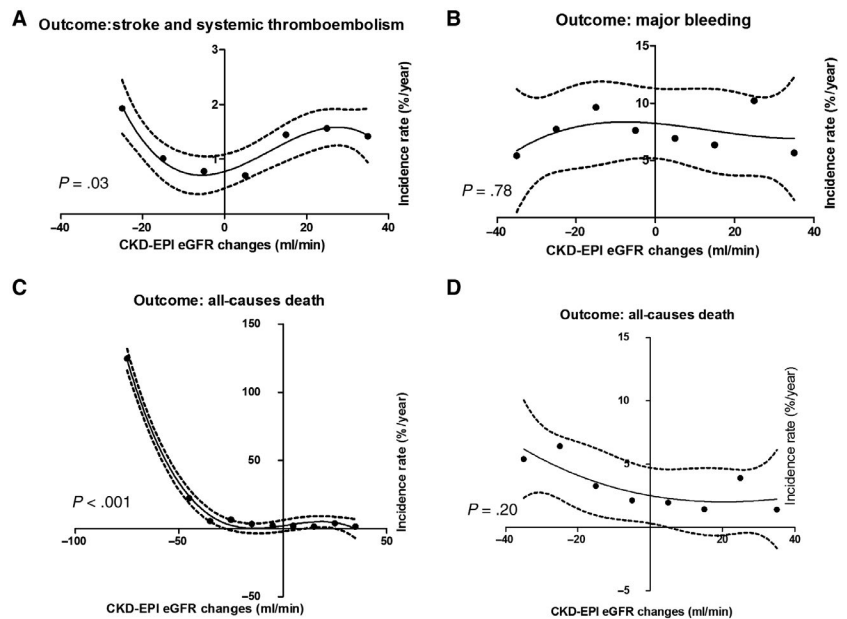 A
Outcome:stroke and systemic thromboembolism
3
2
1
Incidence rate (%/year)
P = .03
−40
−20
0
20
40
CKD-EPI eGFR changes (ml/min)
B
Outcome: major bleeding
15
10
5
Incidence rate (%/year)
P = .78
−40
−20
0
20
40
CKD-EPI eGFR changes (ml/min)
C
Outcome: all-causes death
150
100
50
Incidence rate (%/year)
P < .001
−100
−50
50
−50
CKD-EPI eGFR changes (ml/min)
D
Outcome: all-causes death
15
10
5
Incidence rate (%/year)
P = .20
−40
−20
20
40
−5
CKD-EPI eGFR changes (ml/min)